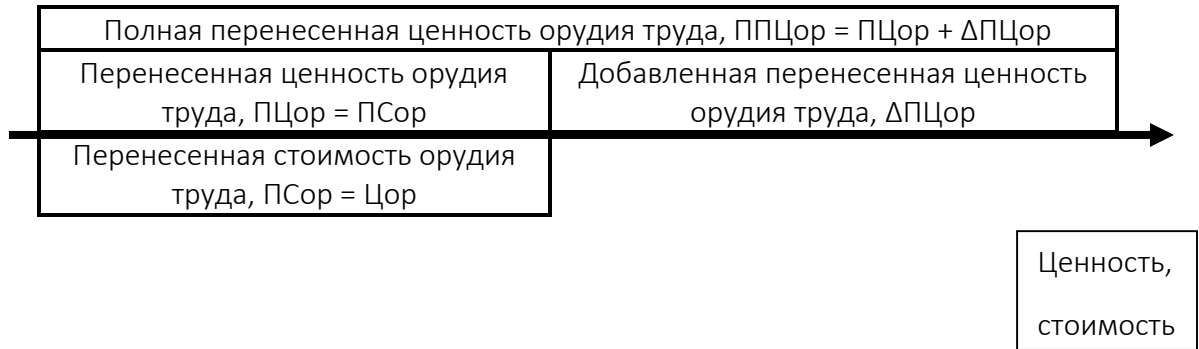 Полная перенесенная ценность орудия труда, ППЦор = ПЦор + ΔПЦор
Перенесенная ценность орудия
труда, ПЦор = ПСор
Добавленная перенесенная ценность
орудия труда, ΔПЦор
Перенесенная стоимость орудия
труда, ПСор = Цор
Ценность,
стоимость